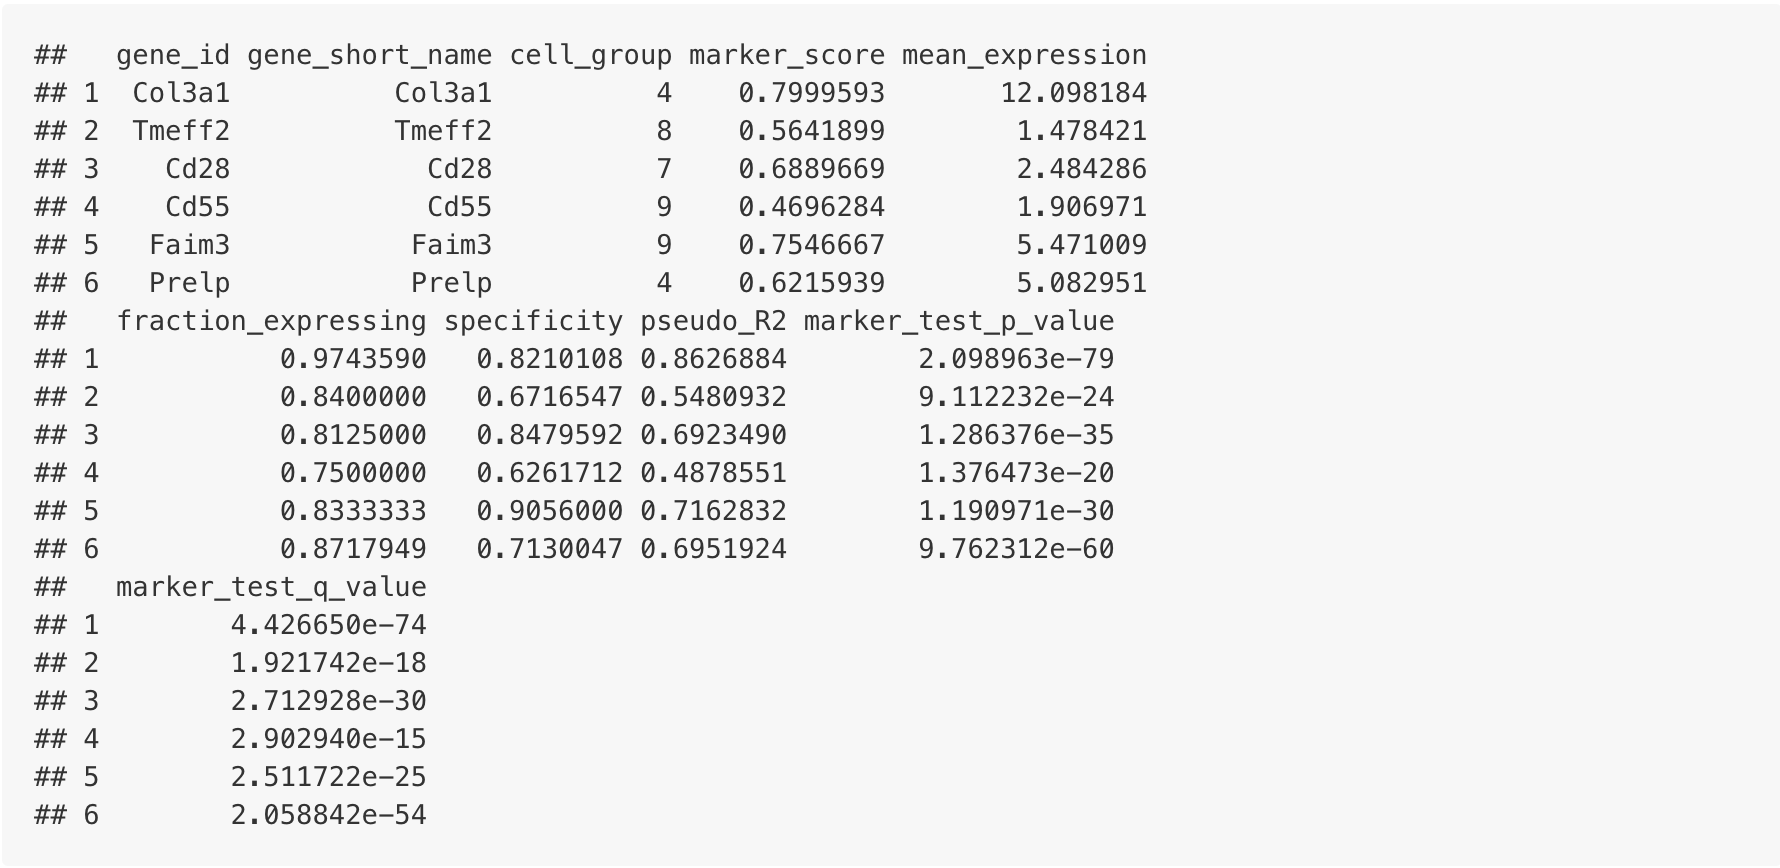 ##   gene_id gene_short_name cell_group marker_score mean_expression
## 1  Col3a1          Col3a1          4    0.7999593       12.098184
## 2  Tmeff2          Tmeff2          8    0.5641899        1.478421
## 3    Cd28            Cd28          7    0.6889669        2.484286
## 4    Cd55            Cd55          9    0.4696284        1.906971
## 5   Faim3           Faim3          9    0.7546667        5.471009
## 6   Prelp           Prelp          4    0.6215939        5.082951
##   fraction_expressing specificity pseudo_R2 marker_test_p_value
## 1           0.9743590   0.8210108 0.8626884        2.098963e-79
## 2           0.8400000   0.6716547 0.5480932        9.112232e-24
## 3           0.8125000   0.8479592 0.6923490        1.286376e-35
## 4           0.7500000   0.6261712 0.4878551        1.376473e-20
## 5           0.8333333   0.9056000 0.7162832        1.190971e-30
## 6           0.8717949   0.7130047 0.6951924        9.762312e-60
##   marker_test_q_value
## 1        4.426650e-74
## 2        1.921742e-18
## 3        2.712928e-30
## 4        2.902940e-15
## 5        2.511722e-25
## 6        2.058842e-54